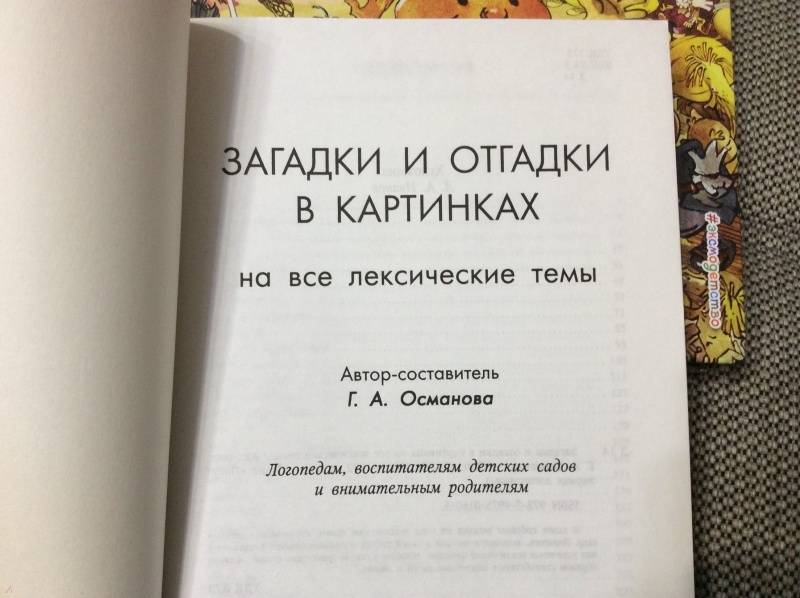 ЗАГАДКИ И ОТГАДКИ
В КАРТИНКАХ
на все лексические темы
Автор-составитель
Г. А. Османова
Логопедам, воспитателям детских садов
и внимательным родителям
#эксмодетство